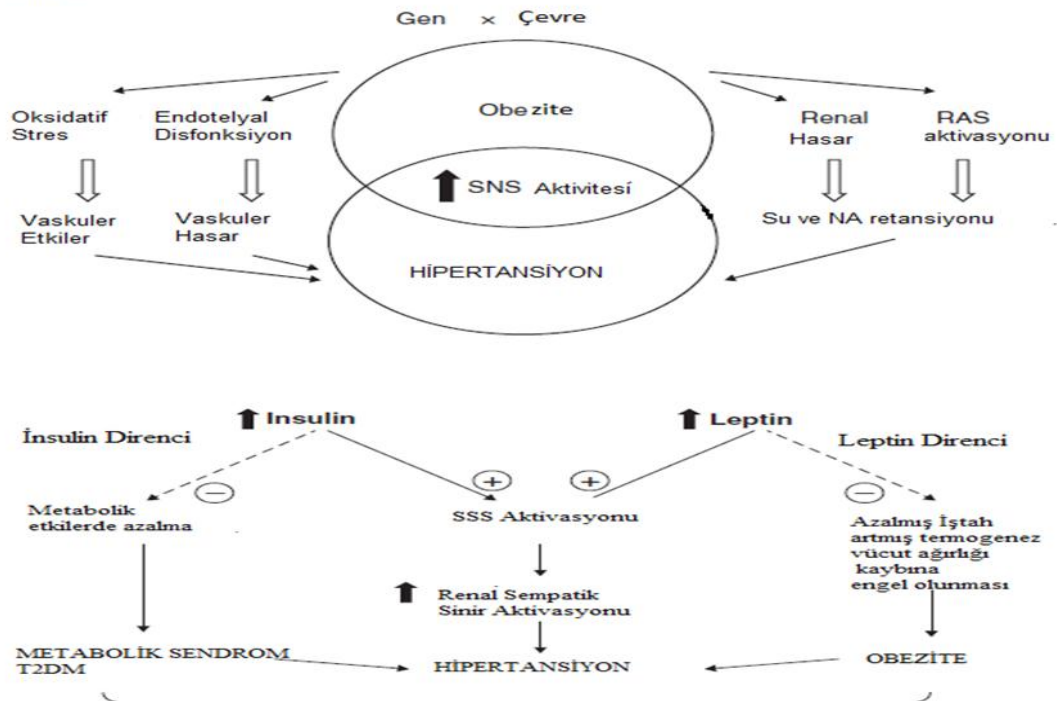 Gen x Çevre
Oksidatif
Stres
Endotelyal
Disfonksiyon
Obezite
Renal
Hasar
RAS
aktivasyonu
SNS Aktivitesí
Vaskuler
Etkiler
Vaskuler
Hasar
Su ve NA retansiyonu
HİPERTANSİYON
Insulin
Leptin
İnsulin Direnci
Leptin Direnci
Metabolik
etkilerde azalma
SSS Aktivasyonu
Azalmış İştah
artmış termogenez
vücut ağırlığı
kaybına
engel olunması
Renal Sempatik
Sinir Aktivasyonu
METABOLİK SENDROM
T2DM
HİPERTANSİYON
OBEZİTE